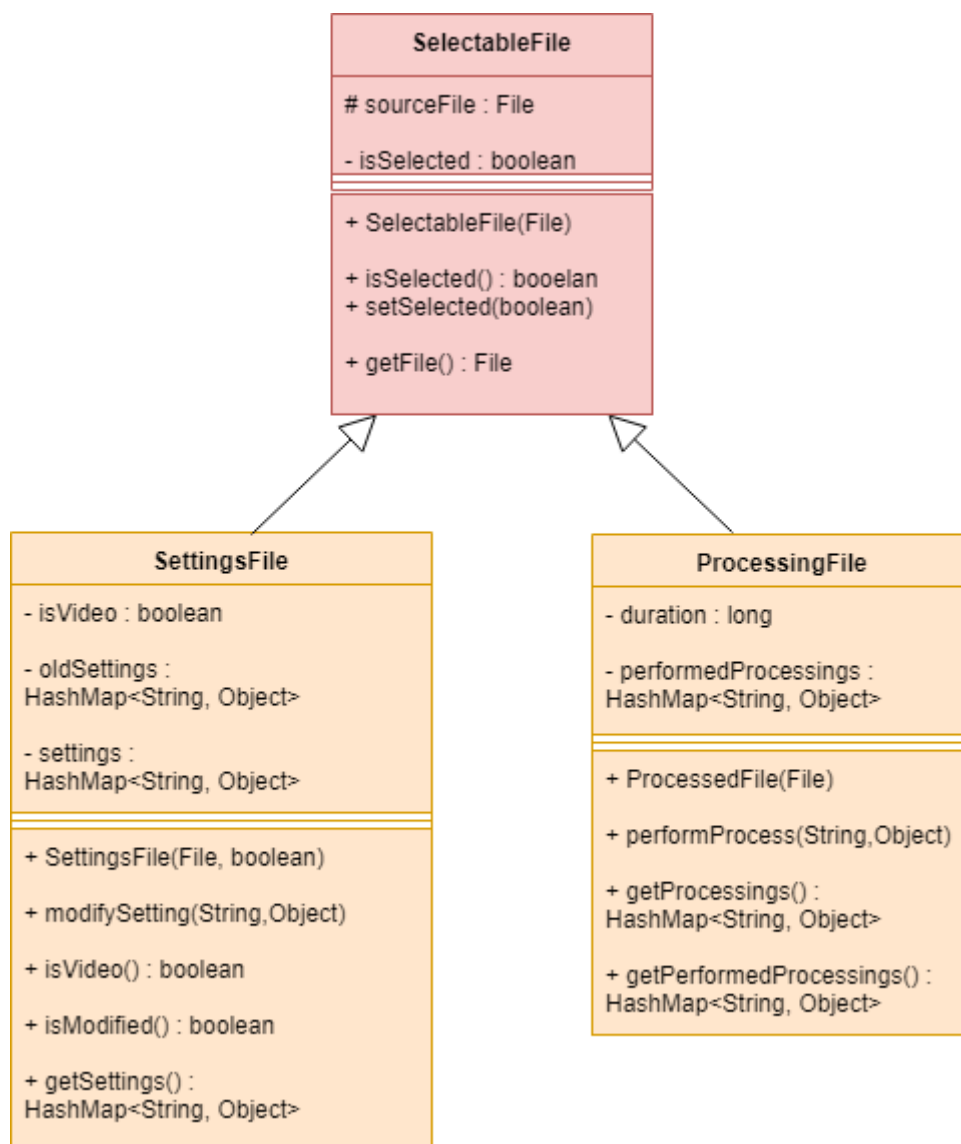 SelectableFile
# sourceFile : File
- isSelected : boolean
+ SelectableFile(File)
+ isSelected() : booelan
+ setSelected(boolean)
+ getFile() : File
SettingsFile
- isVideo : boolean
- oldSettings :
HashMap<String, Object>
- settings :
HashMap<String, Object>
+ SettingsFile(File, boolean)
+ modifySetting(String,Object)
+ isVideo() : boolean
+ isModified() : boolean
+ getSettings() :
HashMap<String, Object>
ProcessingFile
- duration : long
- performedProcessings :
HashMap<String, Object>
+ ProcessedFile(File)
+ performProcess(String,Object)
+ getProcessings() :
HashMap<String, Object>
+ getPerformedProcessings() :
HashMap<String, Object>